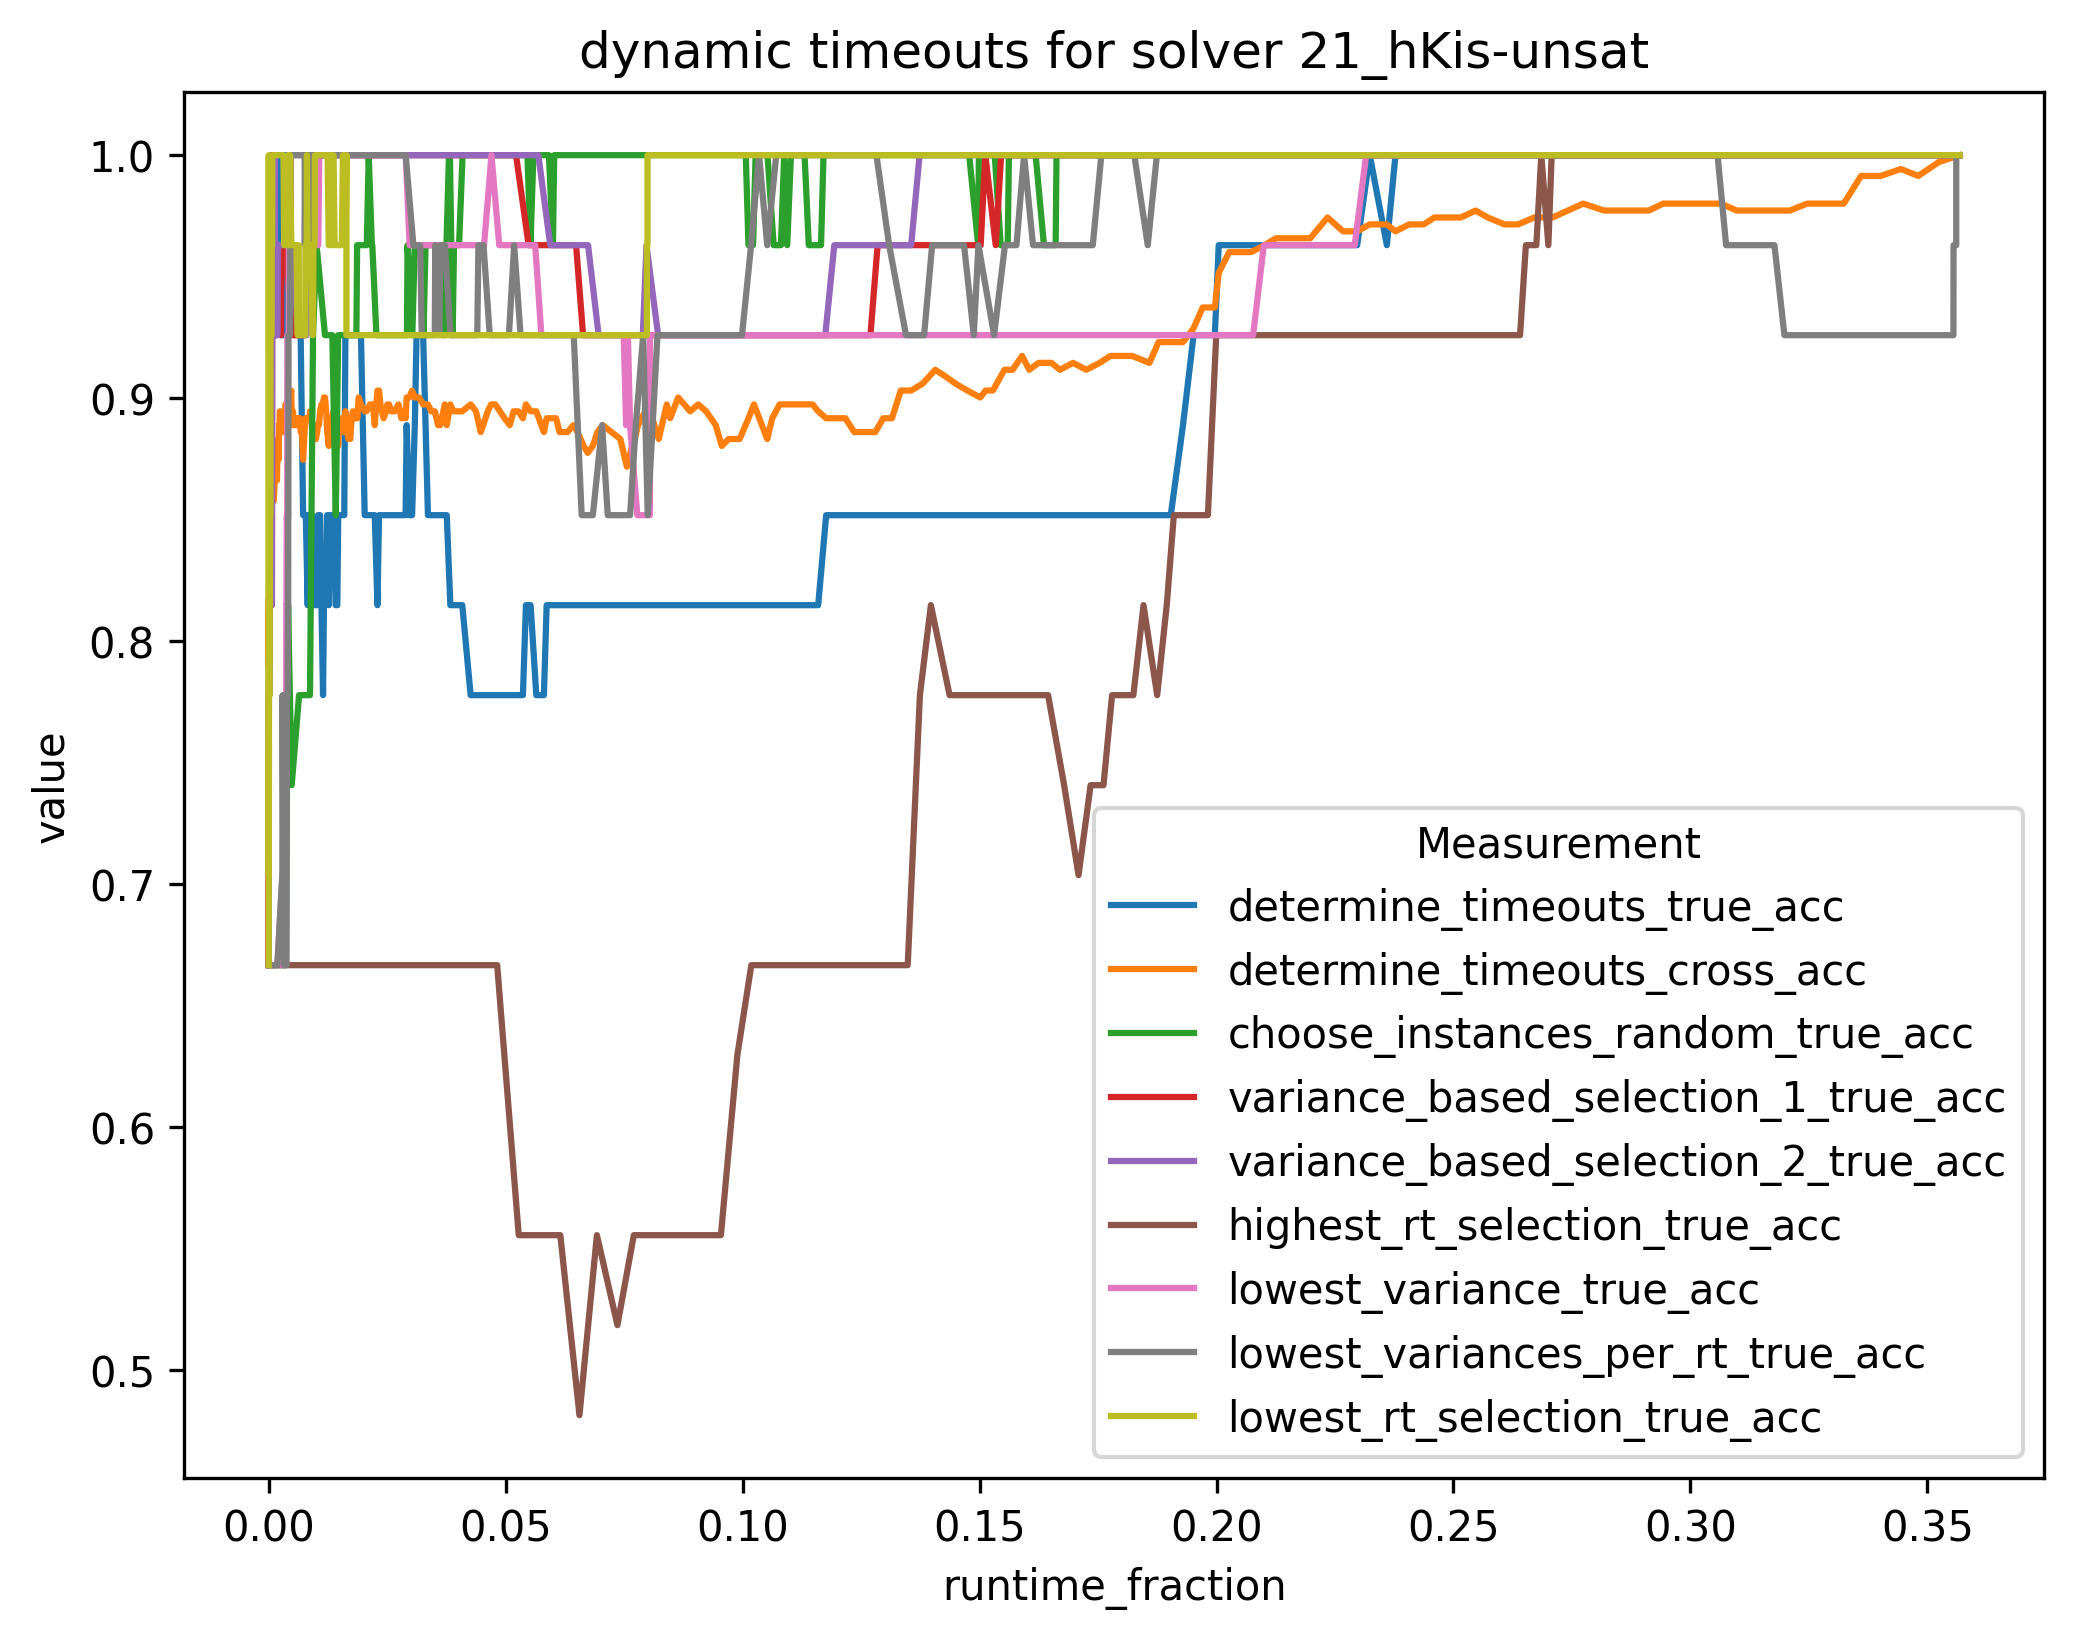 dynamic timeouts for solver 21_hKis-unsat
1.0
0.9
0.8
0.7
0.6
0.5
value
Measurement
determine_timeouts_true_acc
determine_timeouts_cross_acc
choose_instances_random_true_acc
variance_based_selection_1_true_acc
variance_based_selection_2_true_acc
highest_rt_selection_true_acc
lowest_variance_true_acc
lowest_variances_per_rt_true_acc
lowest_rt_selection_true_acc
0.00 0.05 0.10 0.15 0.20 0.25 0.30 0.35
runtime_fraction